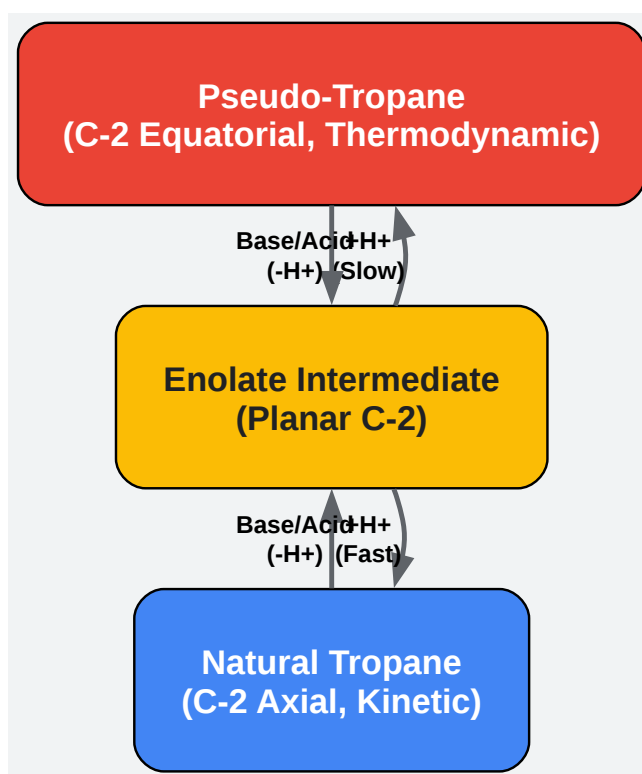 Pseudo-Tropane
(C-2 Equatorial, Thermodynamic)
Base/Acid
(-H+)
+H+
(Slow)
Enolate Intermediate
(Planar C-2)
Base/Acid
(-H+)
+H+
(Fast)
Natural Tropane
(C-2 Axial, Kinetic)